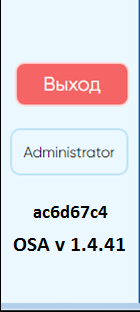 Выход
Administrator
ac6d67c4
OSA v 1.4.41